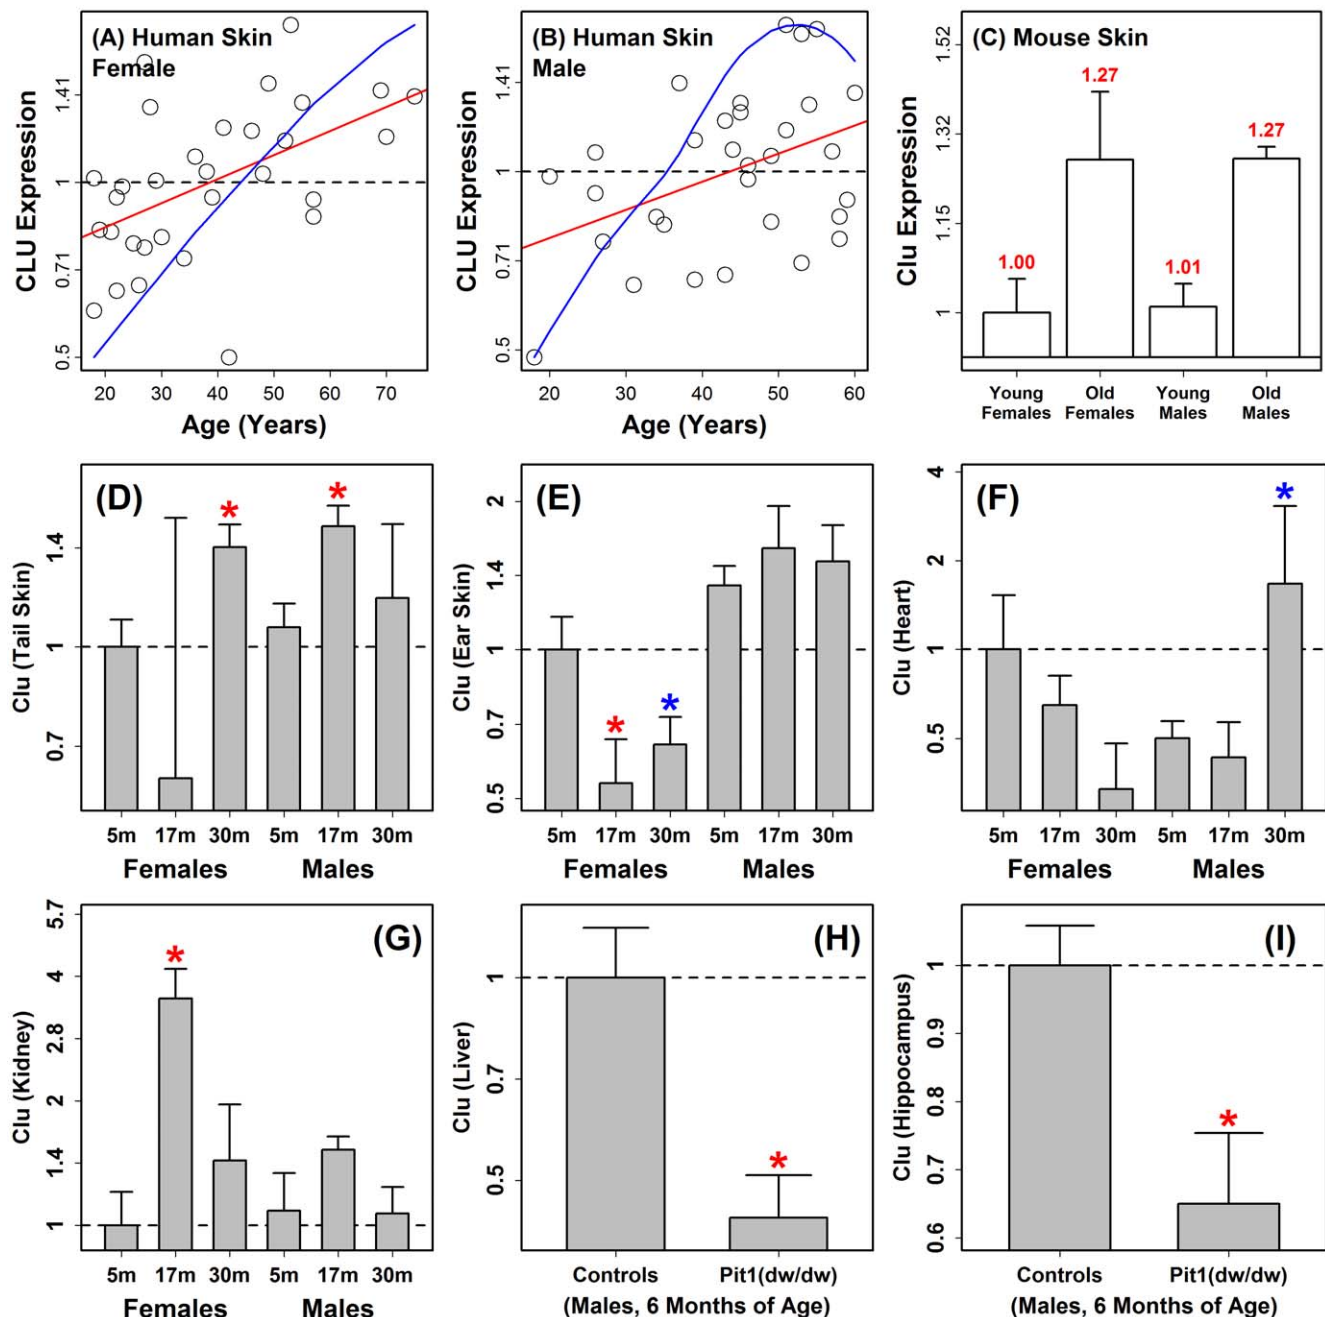 (A) Human Skin
Female
CLU Expression
1.41
1
0.71
0.5
20 30 40 50 60 70
Age (Years)
(B) Human Skin
Male
CLU Expression
1.41
1
0.71
0.5
20 30 40 50 60
Age (Years)
(C) Mouse Skin
Clu Expression
1.52
1.32
1.15
1
1.00
1.27
1.01
1.27
Young Old Young Old
Females Females Males Males
(D)
Clu (Tail Skin)
1.4
1
0.7
* *
5m 17m 30m 5m 17m 30m
Females Males
(E)
Clu (Ear Skin)
2
1.4
1
0.7
0.5
* *
5m 17m 30m 5m 17m 30m
Females Males
(F)
Clu (Heart)
4
2
1
0.5
*
5m 17m 30m 5m 17m 30m
Females Males
(G)
Clu (Kidney)
5.7
4
2.8
2
1.4
1
*
5m 17m 30m 5m 17m 30m
Females Males
(H)
Clu (Liver)
1
0.7
0.5
*
Controls Pit1(dw/dw)
(Males, 6 Months of Age)
(I)
Clu (Hippocampus)
1
0.9
0.8
0.7
0.6
*
Controls Pit1(dw/dw)
(Males, 6 Months of Age)